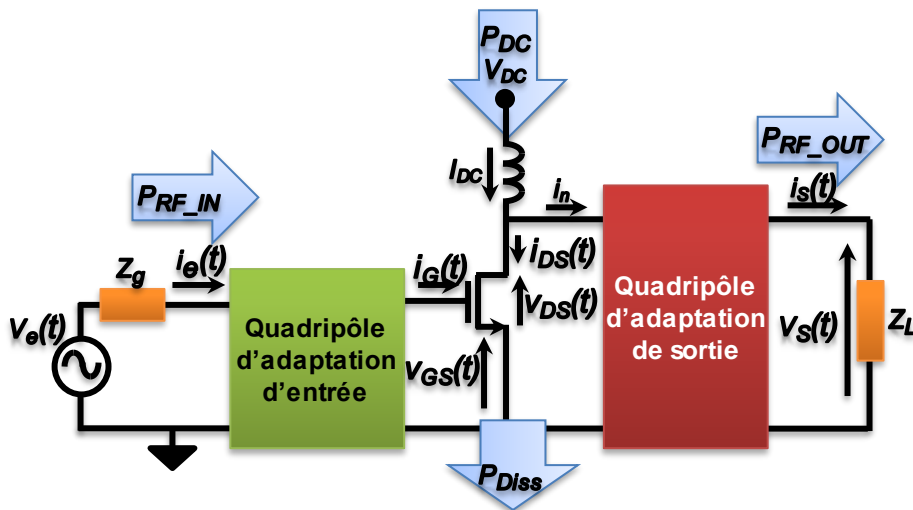 P_DC
V_DC
P_RF_OUT
I_DC
P_RF_IN
i_n
i_S(t)
i_e(t)
Z_g
i_G(t)
i_DS(t)
V_e(t)
Quadripôle
d'adaptation
d'entrée
v_DS(t)
Quadripôle
d'adaptation
de sortie
v_S(t)
Z_L
v_GS(t)
P_Diss